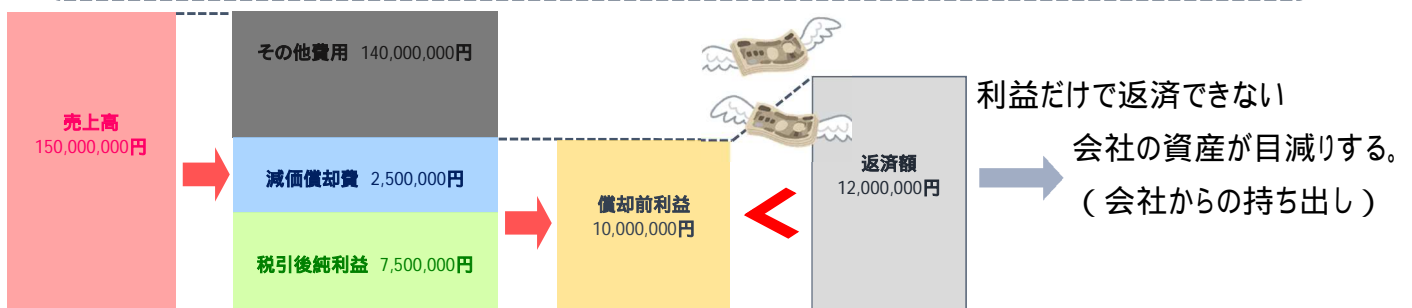 売上高
150,000,000円
その他費用 140,000,000円
減価償却費 2,500,000円
税引後純利益 7,500,000円
償却前利益
10,000,000円
<
返済額
12,000,000円
利益だけで返済できない
会社の資産が目減りする。
（会社からの持ち出し）